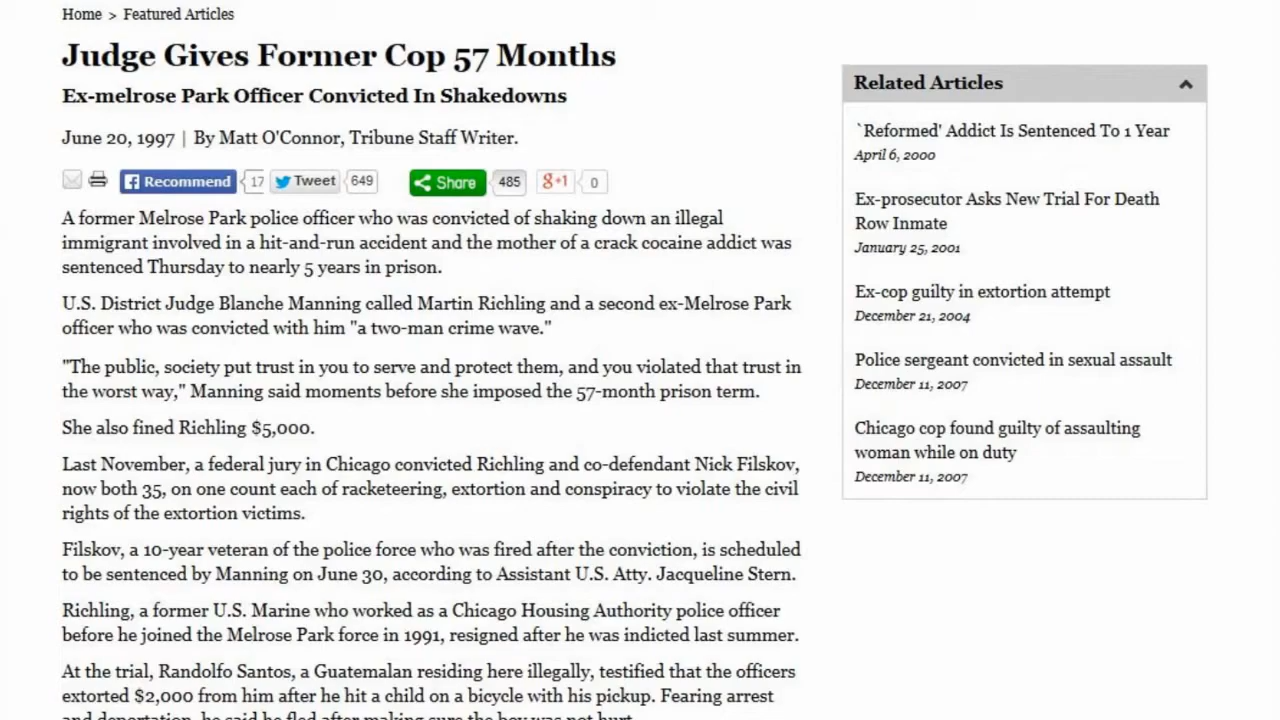 Home > Featured Articles
Judge Gives Former Cop 57 Months
Ex-melrose Park Officer Convicted In Shakedowns
June 20, 1997 | By Matt O'Connor, Tribune Staff Writer.
Recommend 17 Tweet 649 Share 485 g+1 0
A former Melrose Park police officer who was convicted of shaking down an illegal
immigrant involved in a hit-and-run accident and the mother of a crack cocaine addict was
sentenced Thursday to nearly 5 years in prison.
U.S. District Judge Blanche Manning called Martin Richling and a second ex-Melrose Park
officer who was convicted with him "a two-man crime wave."
"The public, society put trust in you to serve and protect them, and you violated that trust in
the worst way," Manning said moments before she imposed the 57-month prison term.
She also fined Richling $5,000.
Last November, a federal jury in Chicago convicted Richling and co-defendant Nick Filskov,
now both 35, on one count each of racketeering, extortion and conspiracy to violate the civil
rights of the extortion victims.
Filskov, a 10-year veteran of the police force who was fired after the conviction, is scheduled
to be sentenced by Manning on June 30, according to Assistant U.S. Atty. Jacqueline Stern.
Richling, a former U.S. Marine who worked as a Chicago Housing Authority police officer
before he joined the Melrose Park force in 1991, resigned after he was indicted last summer.
At the trial, Randolfo Santos, a Guatemalan residing here illegally, testified that the officers
extorted $2,000 from him after he hit a child on a bicycle with his pickup. Fearing arrest
and deportation, he said he fled after making sure the boy was not hurt.
Related Articles
`Reformed' Addict Is Sentenced To 1 Year
April 6, 2000
Ex-prosecutor Asks New Trial For Death
Row Inmate
January 25, 2001
Ex-cop guilty in extortion attempt
December 21, 2004
Police sergeant convicted in sexual assault
December 11, 2007
Chicago cop found guilty of assaulting
woman while on duty
December 11, 2007